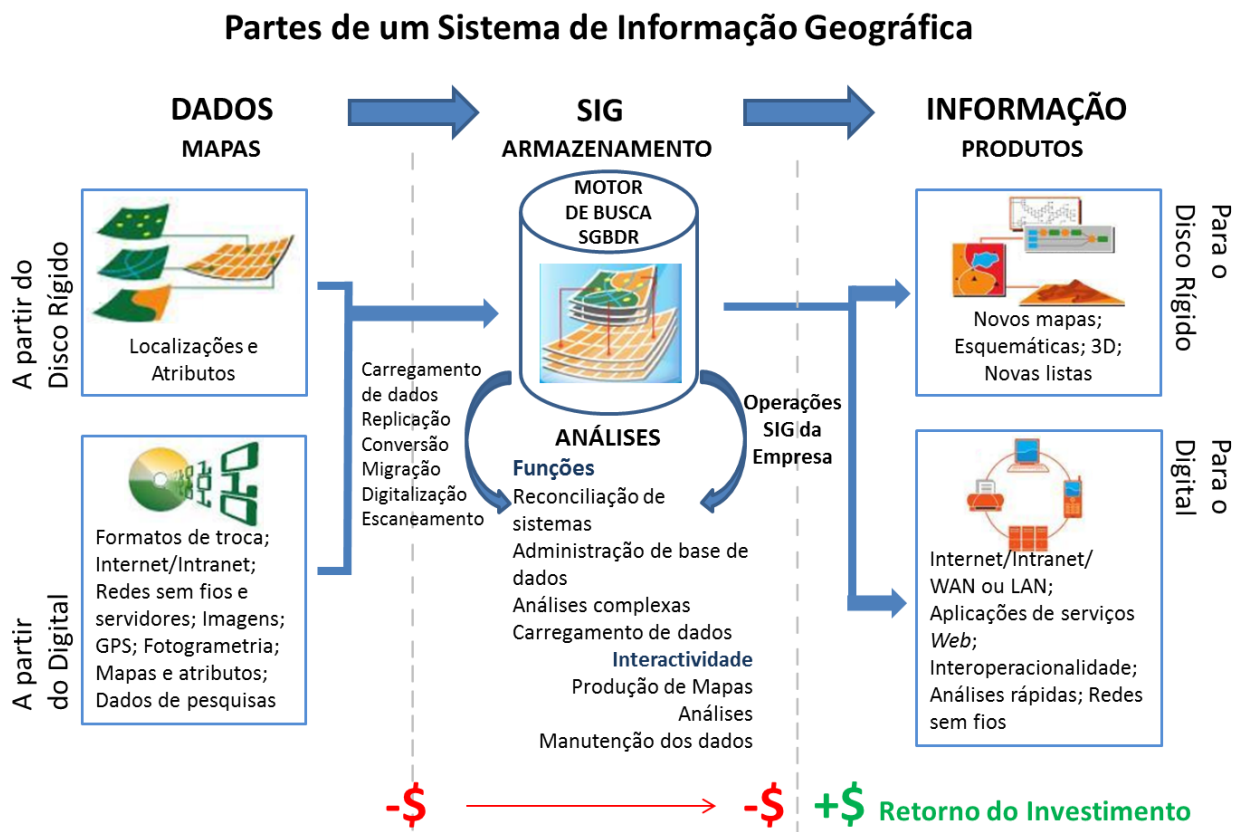 Partes de um Sistema de Informação Geográfica
DADOS
MAPAS
SIG
ARMAZENAMENTO
INFORMAÇÃO
PRODUTOS
A partir do
Disco Rígido
Localizações e
Atributos
A partir
do Digital
Formatos de troca;
Internet/Intranet;
Redes sem fios e
servidores; Imagens;
GPS; Fotogrametria;
Mapas e atributos;
Dados de pesquisas
Carregamento
de dados
Replicação
Conversão
Migração
Digitalização
Escaneamento
MOTOR
DE BUSCA
SGBDR
ANÁLISES
Funções
Reconciliação de
sistemas
Administração de base de
dados
Análises complexas
Carregamento de dados
Interactividade
Produção de Mapas
Análises
Manutenção dos dados
Operações
SIG da
Empresa
Novos mapas;
Esquemáticas; 3D;
Novas listas
Para o
Disco Rígido
Internet/Intranet/
WAN ou LAN;
Aplicações de serviços
Web;
Interoperacionalidade;
Análises rápidas; Redes
sem fios
Para o
Digital
-$
-$
+$ Retorno do Investimento